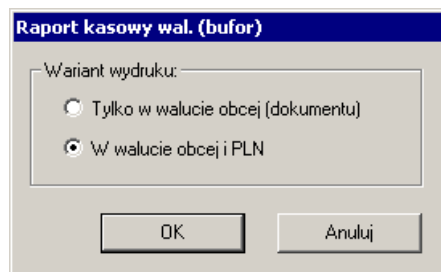 Raport kasowy wal. (bufor)
Wariant wydruku:
Tylko w walucie obcej (dokumentu)
W walucie obcej i PLN
OK
Anuluj